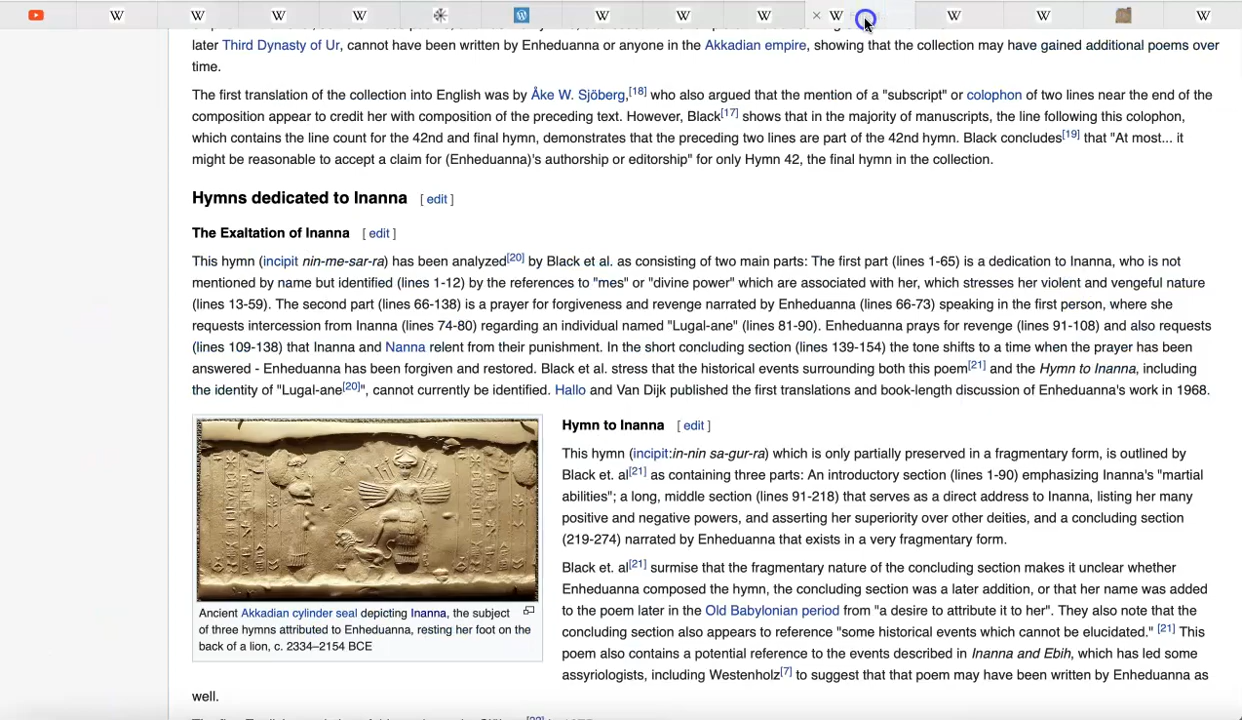 later Third Dynasty of Ur, cannot have been written by Enheduanna or anyone in the Akkadian empire, showing that the collection may have gained additional poems over
time.
The first translation of the collection into English was by Åke W. Sjöberg,[18] who also argued that the mention of a "subscript" or colophon of two lines near the end of the
composition appear to credit her with composition of the preceding text. However, Black[17] shows that in the majority of manuscripts, the line following this colophon,
which contains the line count for the 42nd and final hymn, demonstrates that the preceding two lines are part of the 42nd hymn. Black concludes[19] that "At most... it
might be reasonable to accept a claim for (Enheduanna)'s authorship or editorship" for only Hymn 42, the final hymn in the collection.
Hymns dedicated to Inanna [ edit ]
The Exaltation of Inanna [ edit ]
This hymn (incipit nin-me-sar-ra) has been analyzed[20] by Black et al. as consisting of two main parts: The first part (lines 1-65) is a dedication to Inanna, who is not
mentioned by name but identified (lines 1-12) by the references to "mes" or "divine power" which are associated with her, which stresses her violent and vengeful nature
(lines 13-59). The second part (lines 66-138) is a prayer for forgiveness and revenge narrated by Enheduanna (lines 66-73) speaking in the first person, where she
requests intercession from Inanna (lines 74-80) regarding an individual named "Lugal-ane" (lines 81-90). Enheduanna prays for revenge (lines 91-108) and also requests
(lines 109-138) that Inanna and Nanna relent from their punishment. In the short concluding section (lines 139-154) the tone shifts to a time when the prayer has been
answered - Enheduanna has been forgiven and restored. Black et al. stress that the historical events surrounding both this poem[21] and the Hymn to Inanna, including
the identity of "Lugal-ane[20]", cannot currently be identified. Hallo and Van Dijk published the first translations and book-length discussion of Enheduanna's work in 1968.
Hymn to Inanna [ edit ]
This hymn (incipit:in-nin sa-gur-ra) which is only partially preserved in a fragmentary form, is outlined by
Black et. al[21] as containing three parts: An introductory section (lines 1-90) emphasizing Inanna's "martial
abilities"; a long, middle section (lines 91-218) that serves as a direct address to Inanna, listing her many
positive and negative powers, and asserting her superiority over other deities, and a concluding section
(219-274) narrated by Enheduanna that exists in a very fragmentary form.
Black et. al[21] surmise that the fragmentary nature of the concluding section makes it unclear whether
Enheduanna composed the hymn, the concluding section was a later addition, or that her name was added
to the poem later in the Old Babylonian period from "a desire to attribute it to her". They also note that the
concluding section also appears to reference "some historical events which cannot be elucidated." [21] This
poem also contains a potential reference to the events described in Inanna and Ebih, which has led some
assyriologists, including Westenholz[7] to suggest that that poem may have been written by Enheduanna as
well.
Ancient Akkadian cylinder seal depicting Inanna, the subject
of three hymns attributed to Enheduanna, resting her foot on the
back of a lion, c. 2334–2154 BCE